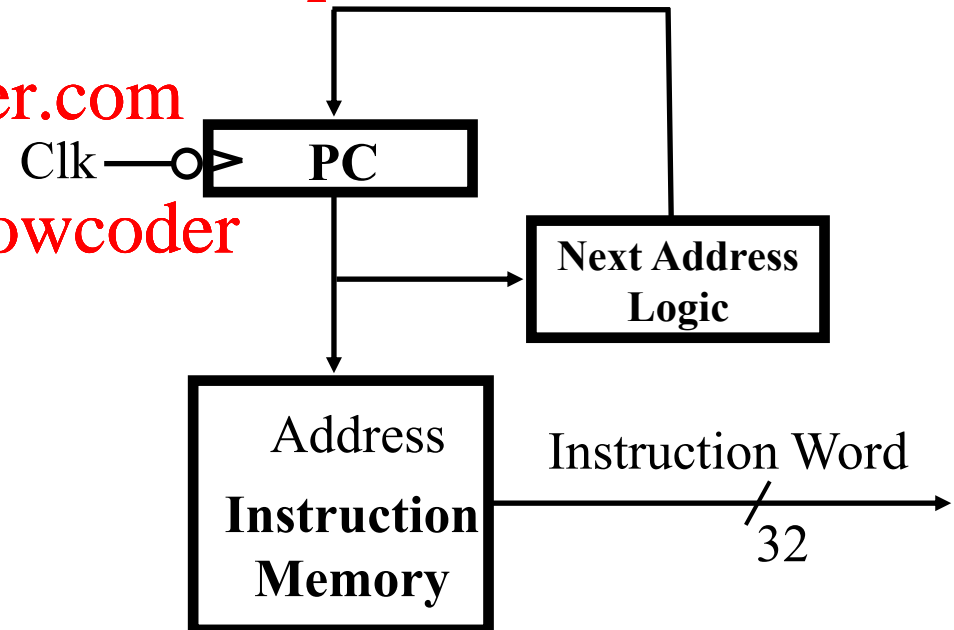 er.com
Clk
PC
owcoder
Next Address
Logic
Address
Instruction Word
Instruction
32
Memory